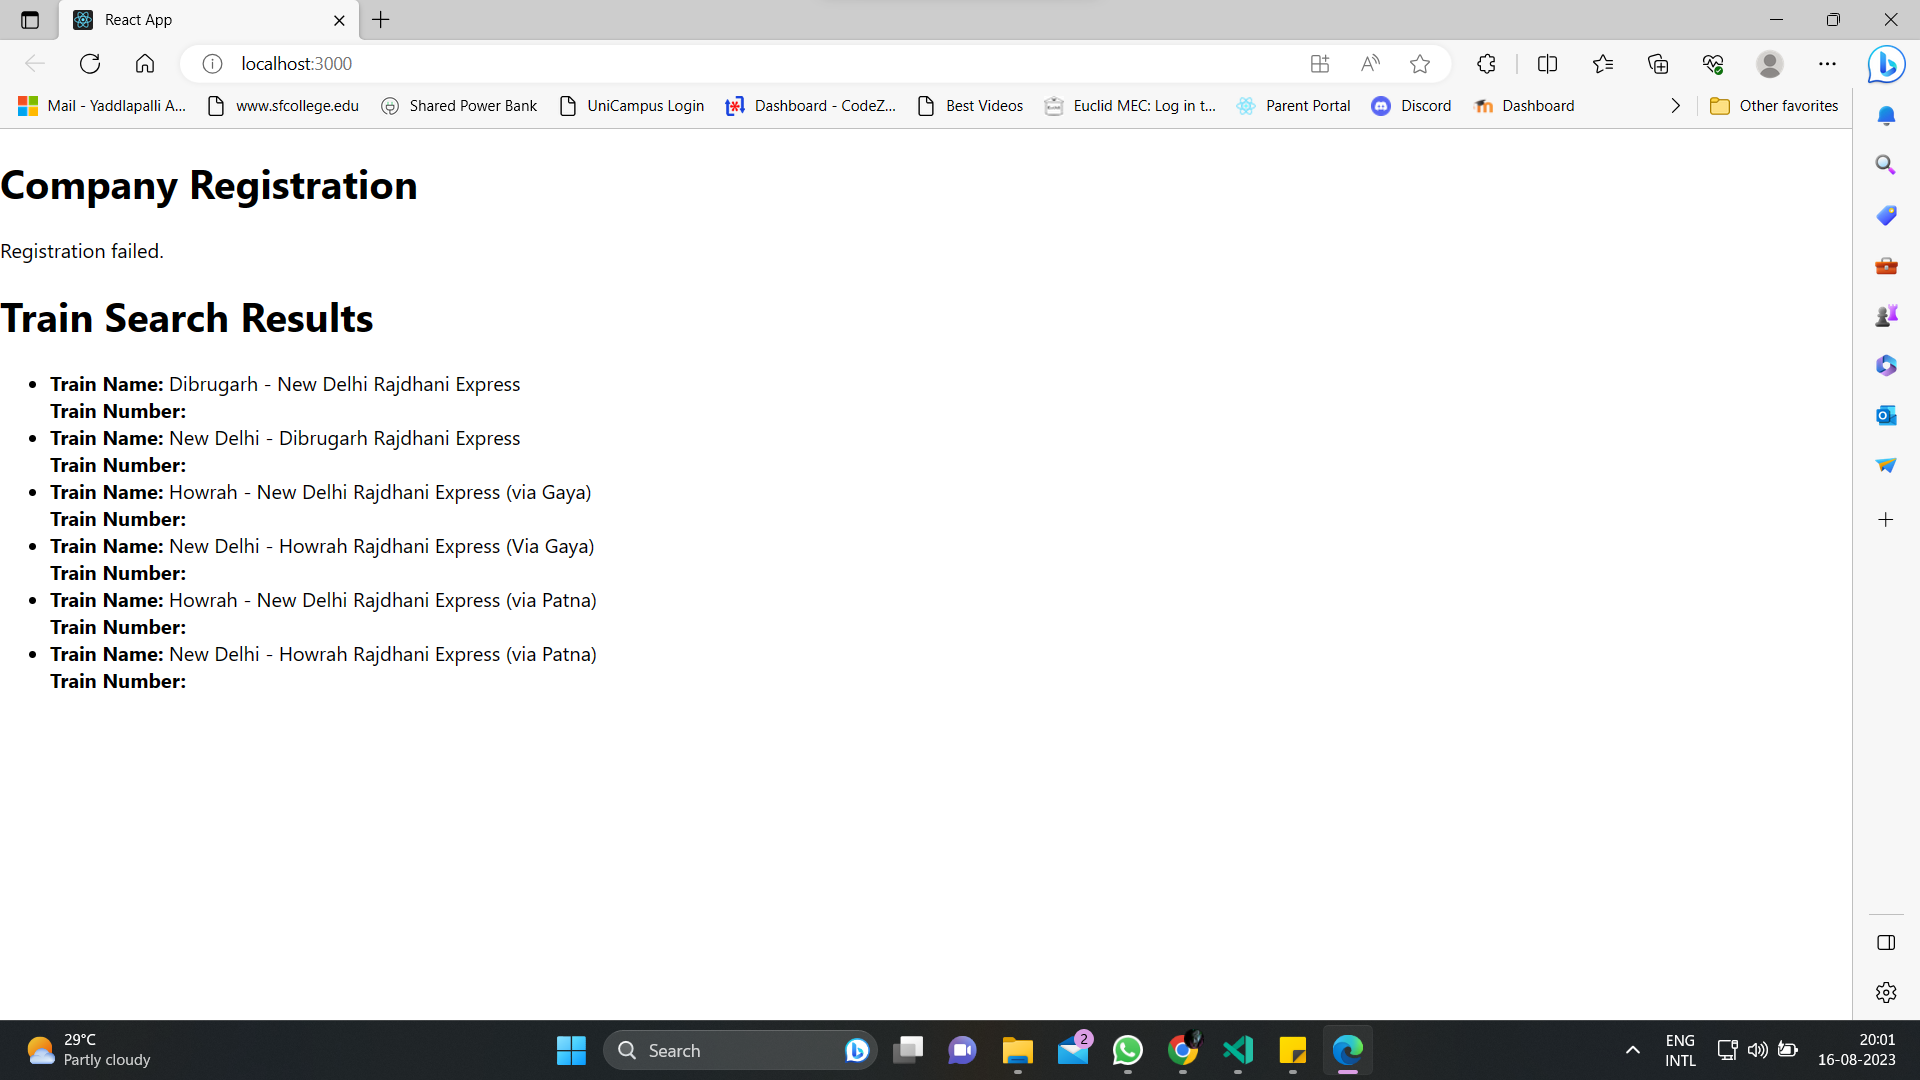 React App
localhost:3000
Mail - Yaddlapalli A...
www.sfcollege.edu
Shared Power Bank
UniCampus Login
Dashboard - CodeZ...
Best Videos
Euclid MEC: Log in t...
Parent Portal
Discord
Dashboard
Other favorites
Company Registration
Registration failed.
Train Search Results
Train Name: Dibrugarh - New Delhi Rajdhani Express
Train Number:
Train Name: New Delhi - Dibrugarh Rajdhani Express
Train Number:
Train Name: Howrah - New Delhi Rajdhani Express (via Gaya)
Train Number:
Train Name: New Delhi - Howrah Rajdhani Express (Via Gaya)
Train Number:
Train Name: Howrah - New Delhi Rajdhani Express (via Patna)
Train Number:
Train Name: New Delhi - Howrah Rajdhani Express (via Patna)
Train Number:
29°C
Partly cloudy
Search
2
ENG
INTL
20:01
16-08-2023